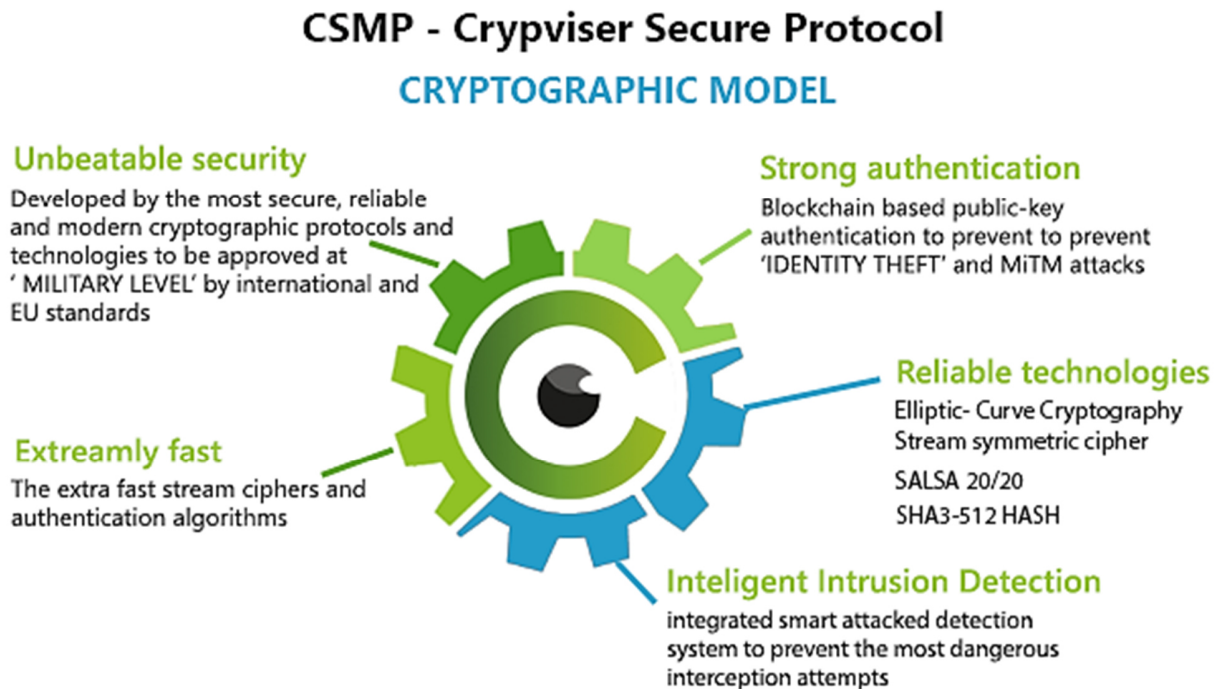 CSMP - Crypviser Secure Protocol
CRYPTOGRAPHIC MODEL
Unbeatable security
Developed by the most secure, reliable
and modern cryptographic protocols and
technologies to be approved at
‘ MILITARY LEVEL’ by international and
EU standards
Strong authentication
Blockchain based public-key
authentication to prevent to prevent
‘IDENTITY THEFT’ and MiTM attacks
Reliable technologies
Elliptic- Curve Cryptography
Stream symmetric cipher
SALSA 20/20
SHA3-512 HASH
Extreamly fast
The extra fast stream ciphers and
authentication algorithms
Inteligent Intrusion Detection
integrated smart attacked detection
system to prevent the most dangerous
interception attempts